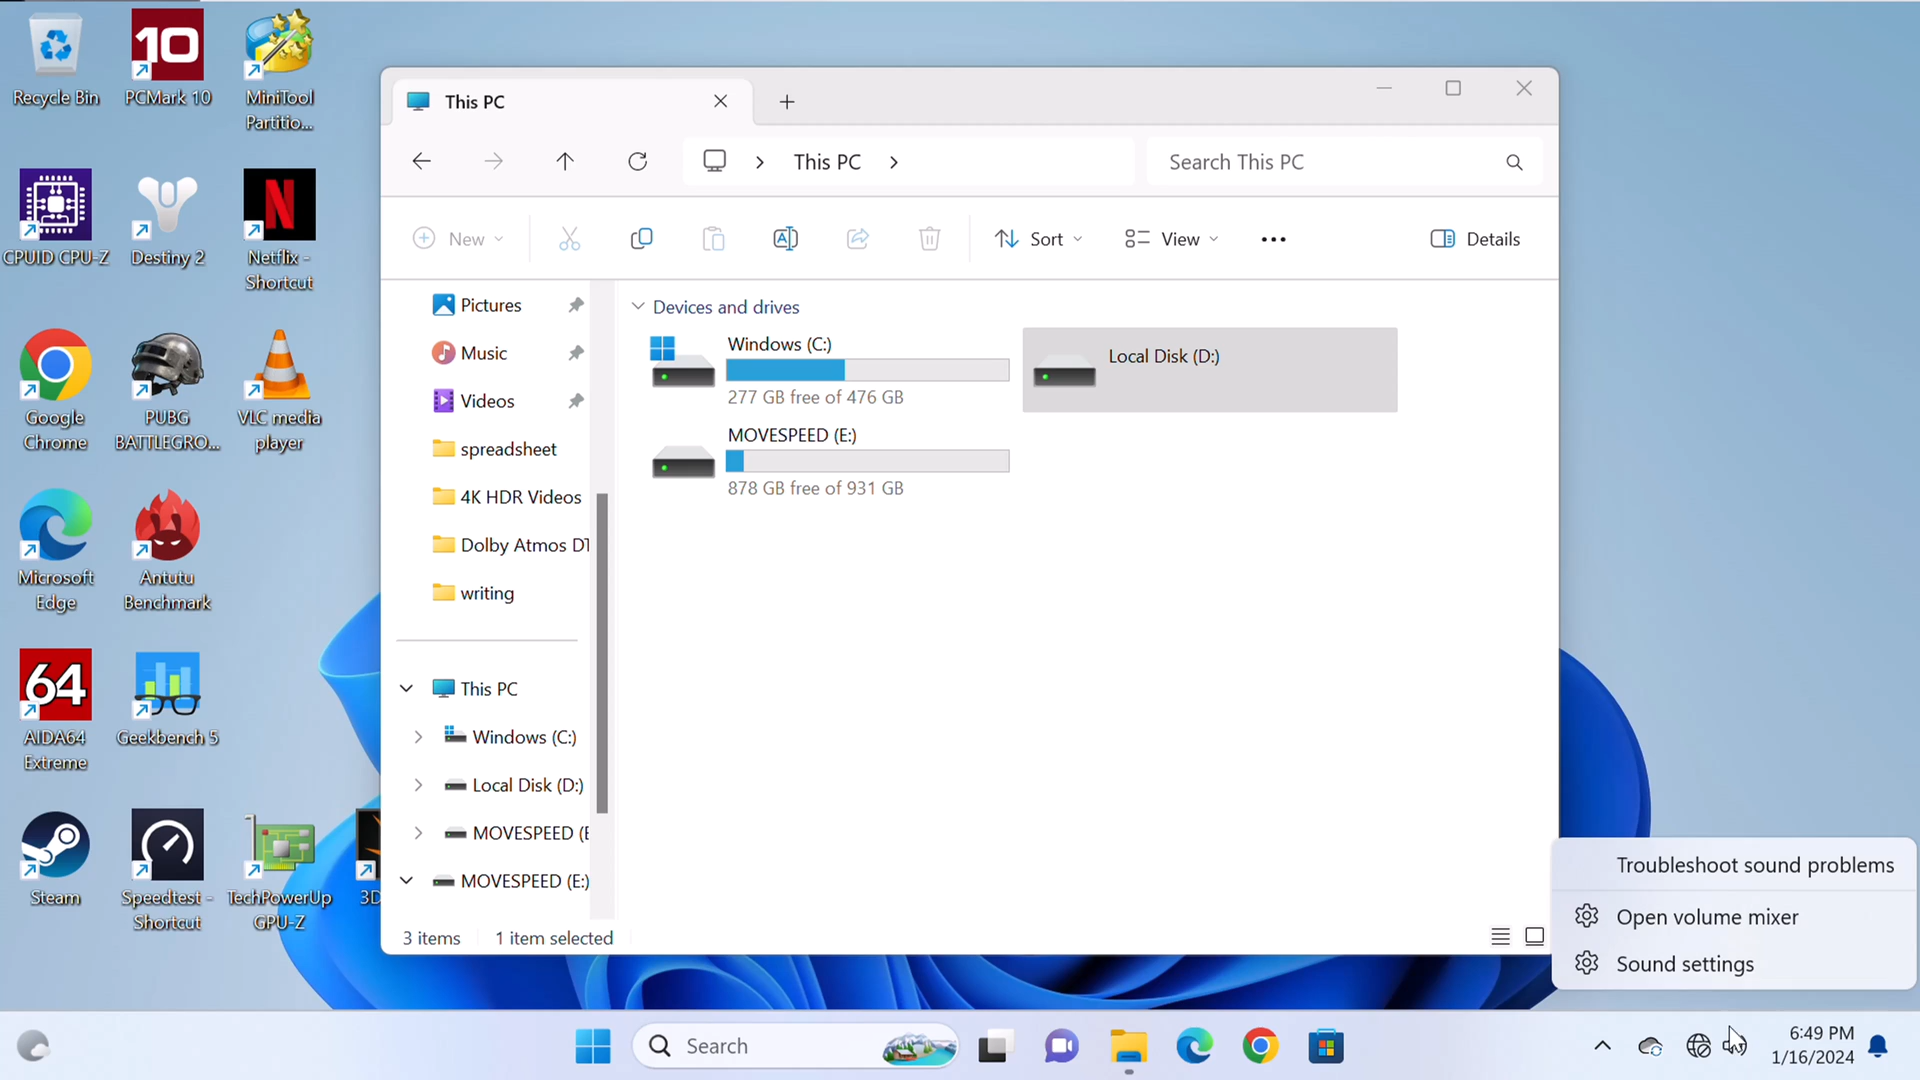 Recycle Bin
PCMark 10
MiniTool
Partitio...
CPUID CPU-Z
Destiny 2
Netflix -
Shortcut
Google
Chrome
PUBG
BATTLEGRO...
VLC media
player
Microsoft
Edge
Antutu
Benchmark
64
AIDA64
Extreme
Geekbench 5
Steam
Speedtest -
Shortcut
TechPowerUp
GPU-Z
3D
10
N
This PC
This PC
Search This PC
New
Sort
View
Details
Pictures
Music
Videos
spreadsheet
4K HDR Videos
Dolby Atmos DT
writing
This PC
Windows (C:)
Local Disk (D:)
MOVESPEED (E
MOVESPEED (E:)
Devices and drives
Windows (C:)
277 GB free of 476 GB
Local Disk (D:)
MOVESPEED (E:)
878 GB free of 931 GB
3 items
1 item selected
Troubleshoot sound problems
Open volume mixer
Sound settings
Search
6:49 PM
1/16/2024